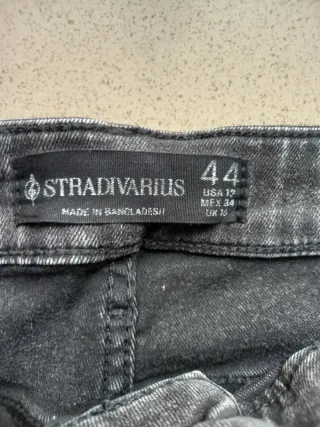 STRADIVARIUS
MADE IN BANGLADESH
44
USA 12
MEX 34
UK 16